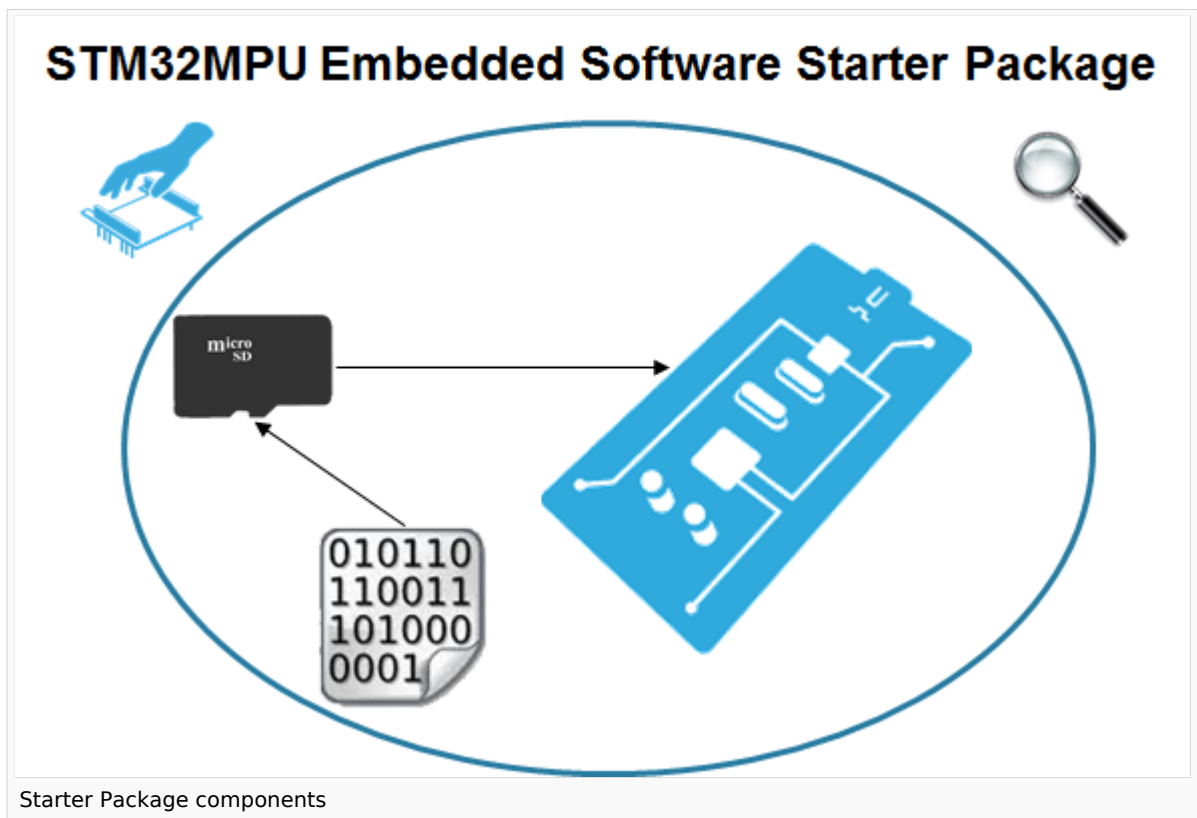 STM32MPU Embedded Software Starter Package
micro
SD
010110
110011
101000
0001
Starter Package components